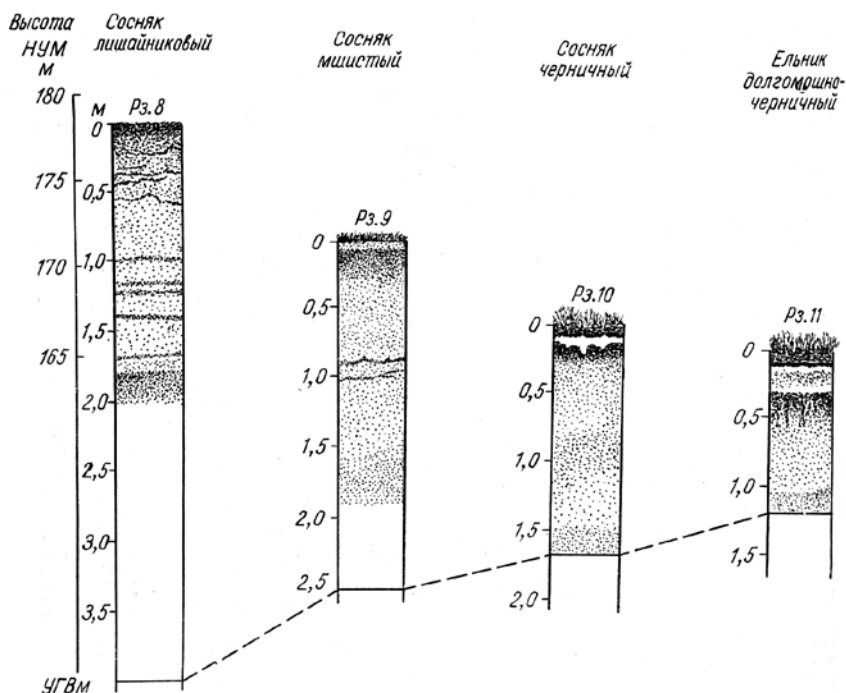 Высота
НУМ
м
Сосняк
лишайниковый
Сосняк
мшистый
Сосняк
черничный
Ельник
долгомошно-
черничный
180
175
170
165
УГВм
м
Рз.8
0
0,5
1,0
1,5
2,0
2,5
3,0
3,5
Рз.9
0
0,5
1,0
1,5
2,0
2,5
Рз.10
0
0,5
1,0
1,5
2,0
Рз.11
0
0,5
1,0
1,5